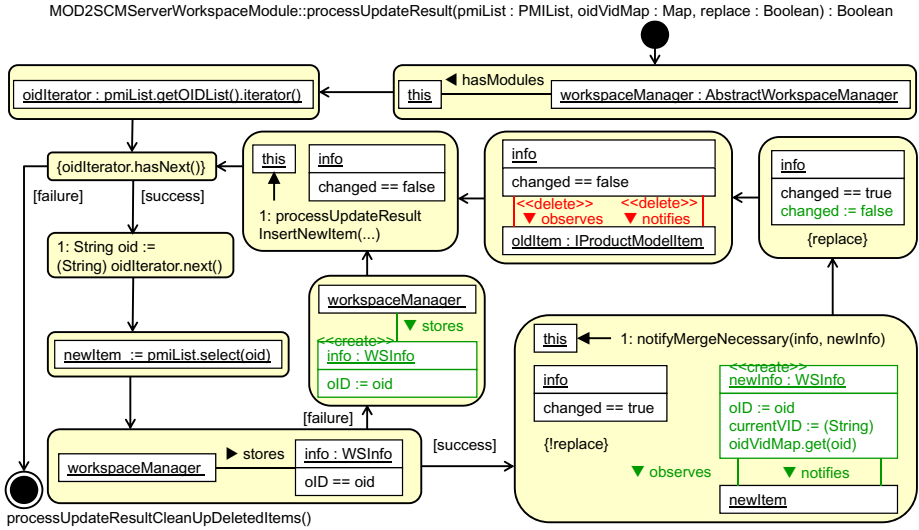 MOD2SCMServerWorkspaceModule::processUpdateResult(pmiList : PMIList, oidVidMap : Map, replace : Boolean) : Boolean
oidIterator : pmiList.getOIDList().iterator()
this
◀ hasModules
workspaceManager : AbstractWorkspaceManager
{oidIterator.hasNext()}
[failure]
[success]
this
info
changed == false
1: processUpdateResult
InsertNewItem(...)
info
changed == false
<<delete>>
<<delete>>
▼ observes
▼ notifies
oldItem : IProductModelItem
info
changed == true
changed := false
{replace}
1: String oid :=
(String) oidIterator.next()
newItem := pmiList.select(oid)
workspaceManager
▼ stores
<<create>>
info : WSInfo
oID := oid
[failure]
this
1: notifyMergeNecessary(info, newInfo)
info
changed == true
{!replace}
<<create>>
newInfo : WSInfo
oID := oid
currentVID := (String)
oidVidMap.get(oid)
▼ observes
▼ notifies
newItem
workspaceManager
▶ stores
info : WSInfo
oID == oid
[success]
processUpdateResultCleanUpDeletedItems()